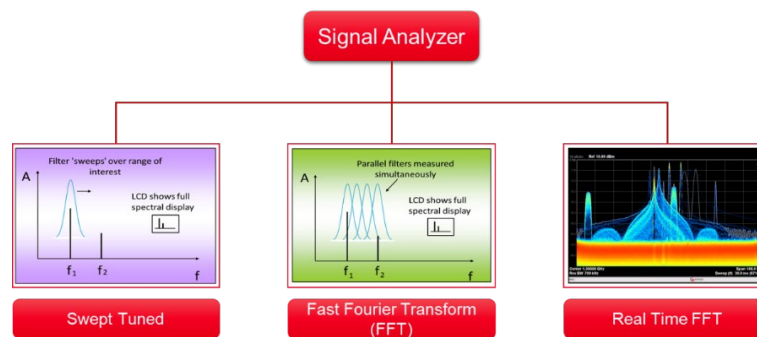 Signal Analyzer
Filter 'sweeps' over range of
interest
A
LCD shows full
spectral display
f1 f2
f
Swept Tuned
Parallel filters measured
simultaneously
A
LCD shows full
spectral display
f1 f2
f
Fast Fourier Transform
(FFT)
Real Time FFT